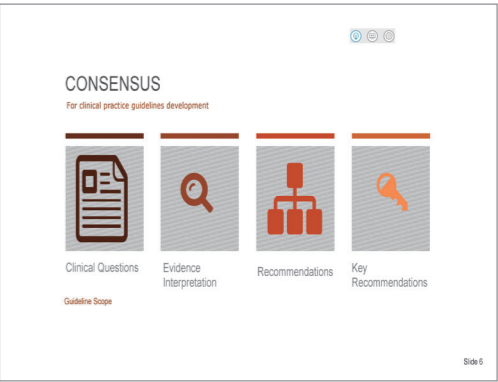 CONSENSUS
For clinical practice guidelines development
Clinical Questions
Evidence
Interpretation
Recommendations
Key
Recommendations
Guideline Scope
Slide 5